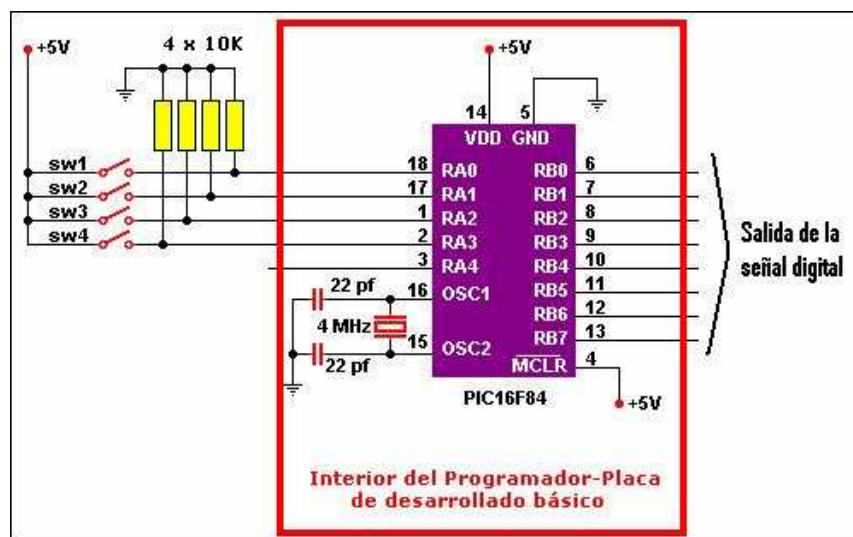 +5V
4 x 10K
+5V
14
5
VDD GND
sw1
18 RA0
RB0 6
sw2
17 RA1
RB1 7
sw3
1 RA2
RB2 8
sw4
2 RA3
RB3 9
3 RA4
RB4 10
22 pf
16 OSC1
RB5 11
4 MHz
RB6 12
15 OSC2
RB7 13
22 pf
MCLR 4
PIC16F84
+5V
Salida de la
señal digital
Interior del Programador-Placa
de desarrollado básico